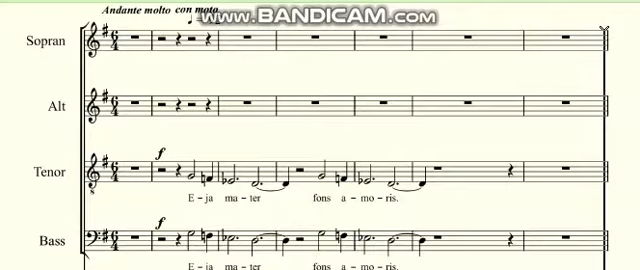 Andante molto con moto
www.BANDICAM.com
Sopran
Alt
f
Tenor
E - ja ma - ter fons a - mo - ris.
f
Bass
E - ja ma - ter fons a - mo - ris.